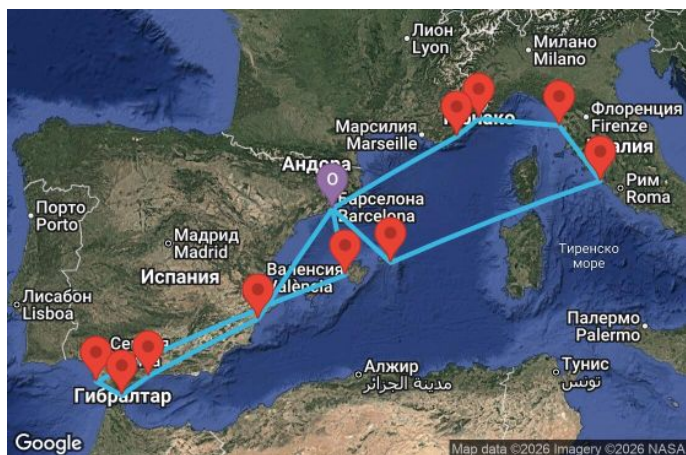 Лион
Lyon
Милано
Milano
Флоренция
Firenze
Марсилия
Marseille
Андора
Рим
Roma
Барселона
Barcelona
Порто
Porto
Мадрид
Madrid
Испания
Валенсия
València
Тиренско
море
Лисабон
Lisboa
Палермо
Palermo
Гибралтар
Алжир
مدينة الجزائر
Тунис
تونس
O
Google
Map data ©2026 Imagery ©2026 NASA